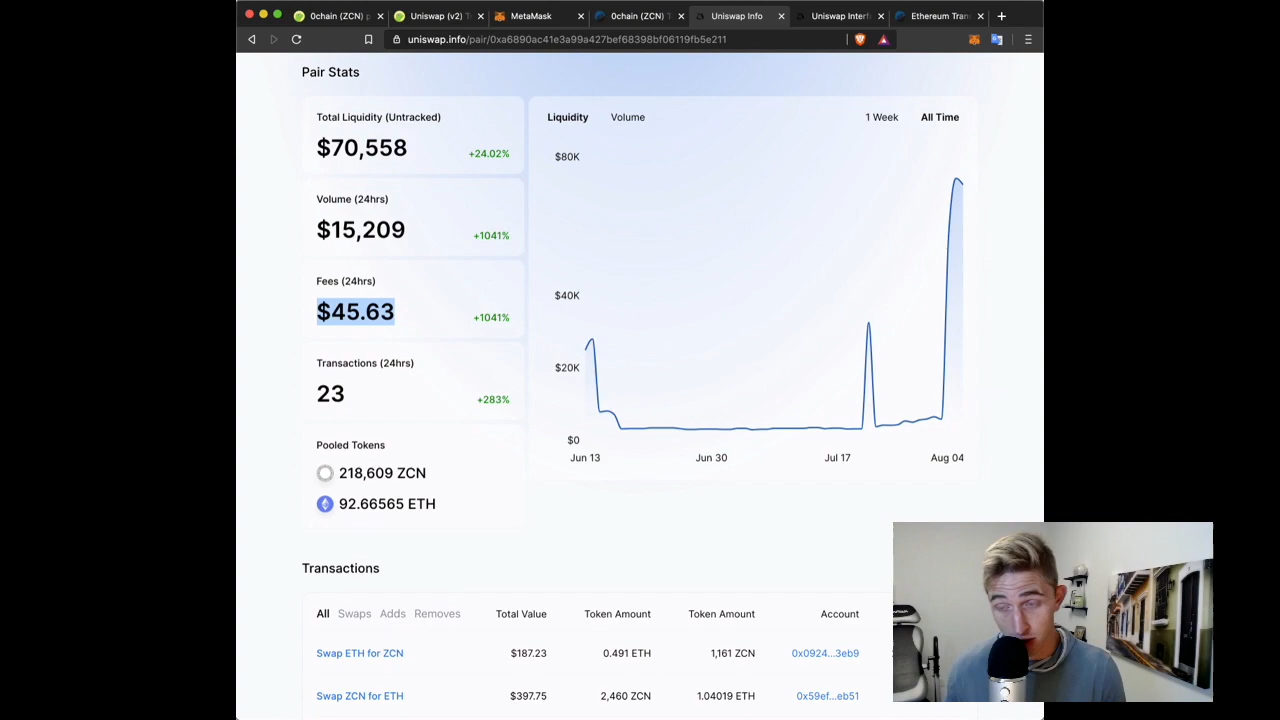 0chain (ZCN) p
Uniswap (v2) T
MetaMask
0chain (ZCN) T
Uniswap Info
Uniswap Interf
Ethereum Tran
uniswap.info/pair/0xa6890ac41e3a99a427bef68398bf06119fb5e211
Pair Stats
Total Liquidity (Untracked)
$70,558
+24.02%
Volume (24hrs)
$15,209
+1041%
Fees (24hrs)
$45.63
+1041%
Transactions (24hrs)
23
+283%
Pooled Tokens
218,609 ZCN
92.66565 ETH
Liquidity Volume 1 Week All Time
$80K
$40K
$20K
$0
Jun 13 Jun 30 Jul 17 Aug 04
Transactions
All Swaps Adds Removes Total Value Token Amount Token Amount Account
Swap ETH for ZCN $187.23 0.491 ETH 1,161 ZCN 0x0924...3eb9
Swap ZCN for ETH $397.75 2,460 ZCN 1.04019 ETH 0x59ef...eb51